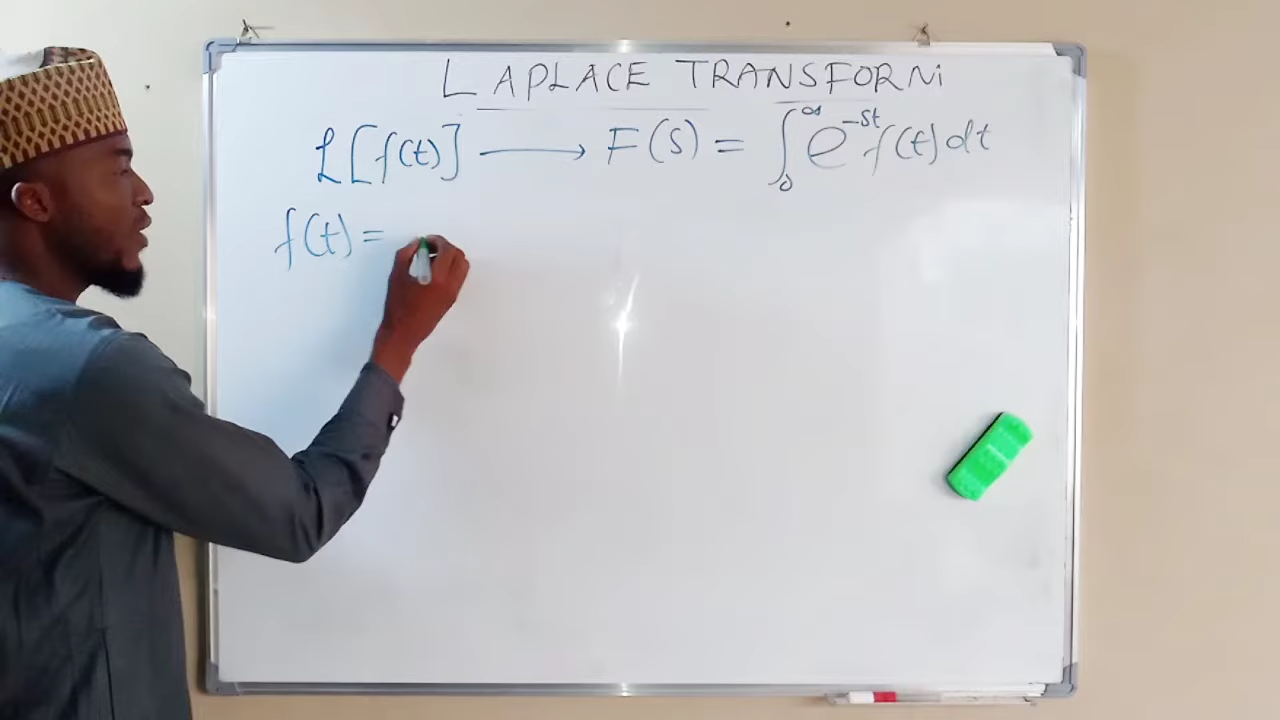 LAPLACE TRANSFORM
ℒ[f(t)] ⟶ F(s) = ∫₀^∞ e^(-st) f(t) dt
f(t) =